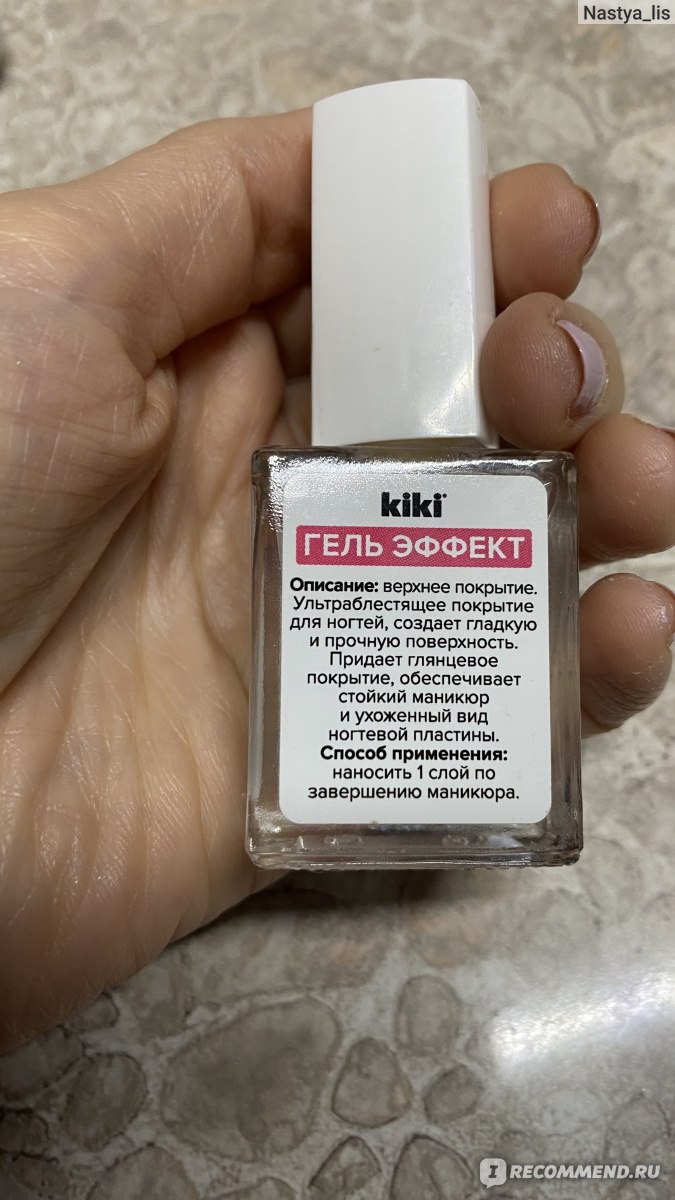 Nastya_lis
kiki®
ГЕЛЬ ЭФФЕКТ
Описание: верхнее покрытие.
Ультраблестящее покрытие
для ногтей, создает гладкую
и прочную поверхность.
Придает глянцевое
покрытие, обеспечивает
стойкий маникюр
и ухоженный вид
ногтевой пластины.
Способ применения:
наносить 1 слой по
завершению маникюра.
IRECOMMEND.RU